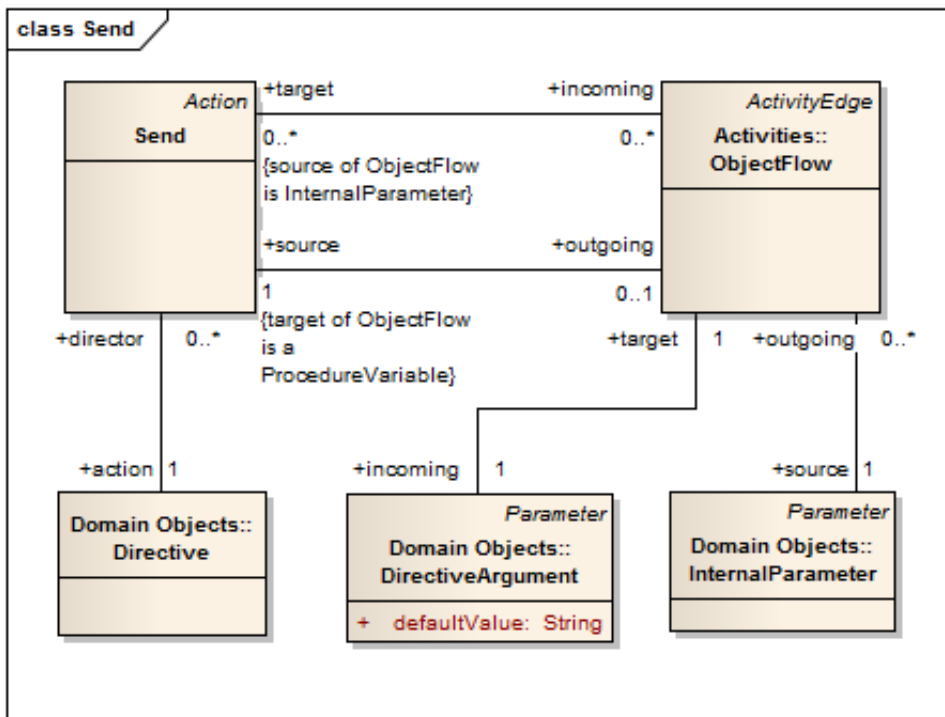 class Send
Action
Send
+target
+incoming
0..*
0..*
{source of ObjectFlow
is InternalParameter}
+source
+outgoing
1
0..1
{target of ObjectFlow
is a
ProcedureVariable}
ActivityEdge
Activities::
ObjectFlow
+director
0..*
+target
1
+outgoing
0..*
+action
1
+incoming
1
+source
1
Domain Objects::
Directive
Parameter
Domain Objects::
DirectiveArgument
+ defaultValue: String
Parameter
Domain Objects::
InternalParameter